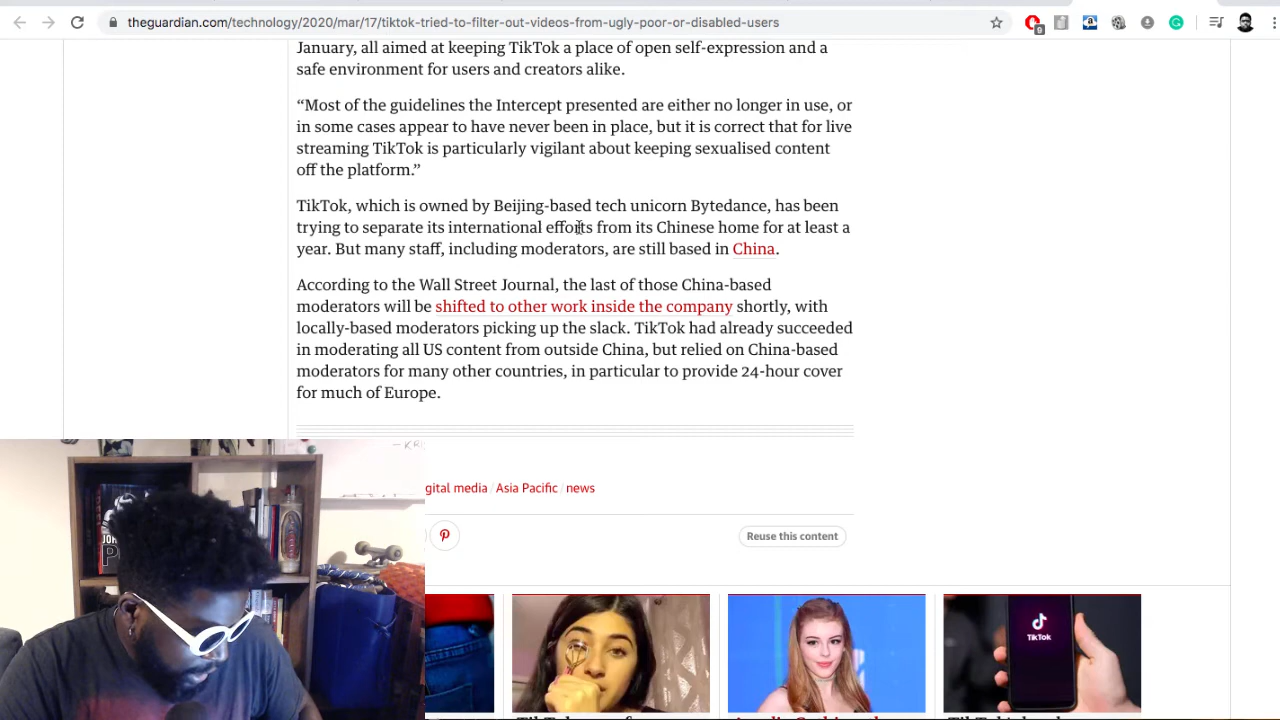 theguardian.com/technology/2020/mar/17/tiktok-tried-to-filter-out-videos-from-ugly-poor-or-disabled-users
9
January, all aimed at keeping TikTok a place of open self-expression and a
safe environment for users and creators alike.
“Most of the guidelines the Intercept presented are either no longer in use, or
in some cases appear to have never been in place, but it is correct that for live
streaming TikTok is particularly vigilant about keeping sexualised content
off the platform.”
TikTok, which is owned by Beijing-based tech unicorn Bytedance, has been
trying to separate its international efforts from its Chinese home for at least a
year. But many staff, including moderators, are still based in China.
According to the Wall Street Journal, the last of those China-based
moderators will be shifted to other work inside the company shortly, with
locally-based moderators picking up the slack. TikTok had already succeeded
in moderating all US content from outside China, but relied on China-based
moderators for many other countries, in particular to provide 24-hour cover
for much of Europe.
gital media / Asia Pacific / news
Reuse this content
TikTok